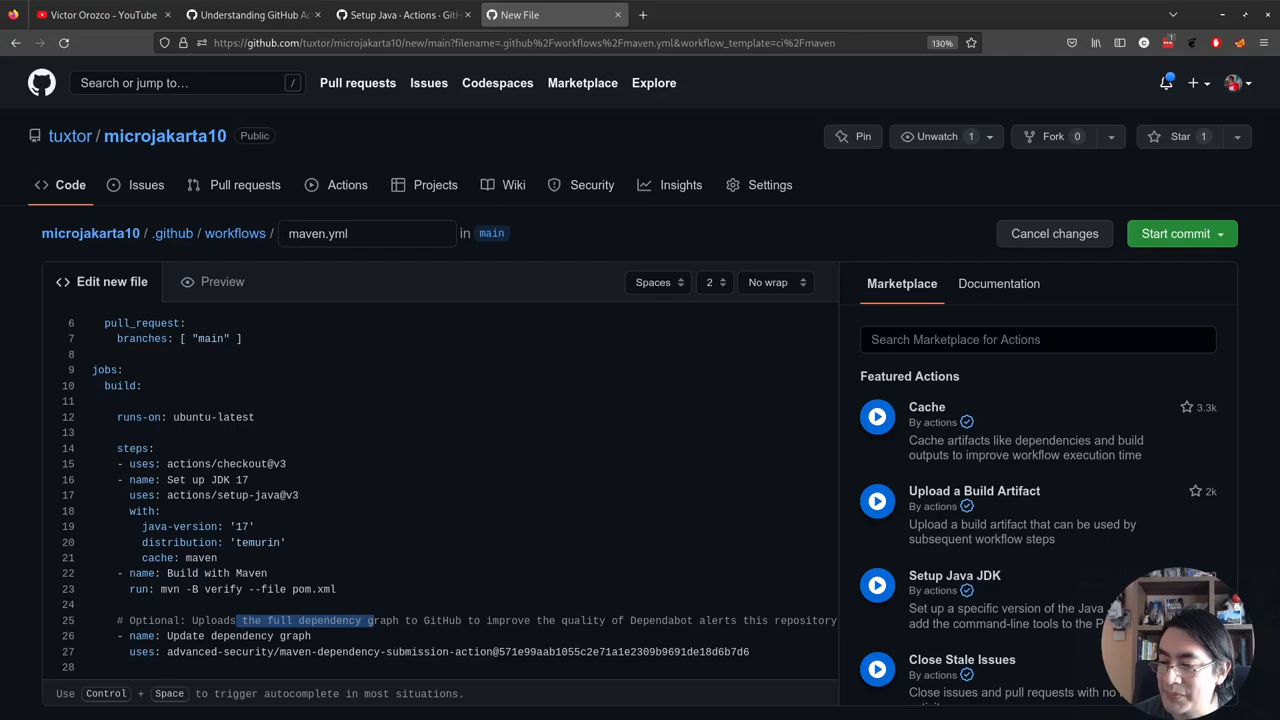 Victor Orozco - YouTube
Understanding GitHub Ac
Setup Java · Actions · GitH
New File
https://github.com/tuxtor/microjakarta10/new/main?filename=.github%2Fworkflows%2Fmaven.yml&workflow_template=ci%2Fmaven
130%
Search or jump to…
/
Pull requests
Issues
Codespaces
Marketplace
Explore
tuxtor / microjakarta10
Public
Pin
Unwatch 1
Fork 0
Star 1
Code
Issues
Pull requests
Actions
Projects
Wiki
Security
Insights
Settings
microjakarta10 / .github / workflows / maven.yml in main
Cancel changes
Start commit
Edit new file
Preview
Spaces
2
No wrap
6 pull_request:
7 branches: [ "main" ]
8
9 jobs:
10 build:
11
12 runs-on: ubuntu-latest
13
14 steps:
15 - uses: actions/checkout@v3
16 - name: Set up JDK 17
17 uses: actions/setup-java@v3
18 with:
19 java-version: '17'
20 distribution: 'temurin'
21 cache: maven
22 - name: Build with Maven
23 run: mvn -B verify --file pom.xml
24
25 # Optional: Uploads the full dependency graph to GitHub to improve the quality of Dependabot alerts this repository
26 - name: Update dependency graph
27 uses: advanced-security/maven-dependency-submission-action@571e99aab1055c2e71a1e2309b9691de18d6b7d6
28
Use Control + Space to trigger autocomplete in most situations.
Marketplace
Documentation
Search Marketplace for Actions
Featured Actions
Cache
3.3k
By actions
Cache artifacts like dependencies and build
outputs to improve workflow execution time
Upload a Build Artifact
2k
By actions
Upload a build artifact that can be used by
subsequent workflow steps
Setup Java JDK
By actions
Set up a specific version of the Java
add the command-line tools to the P
Close Stale Issues
By actions
Close issues and pull requests with no